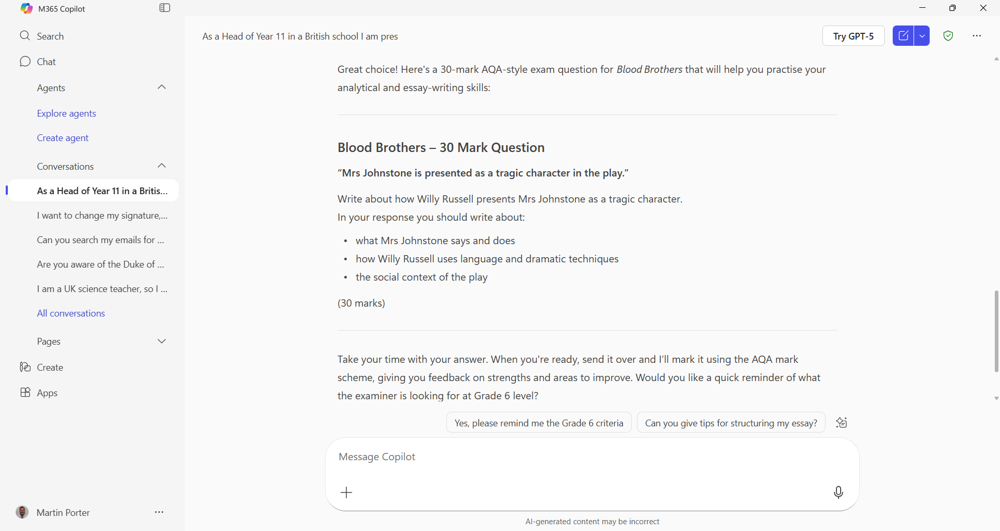 M365 Copilot
Search
Chat
Agents
Explore agents
Create agent
Conversations
As a Head of Year 11 in a Britis...
I want to change my signature,...
Can you search my emails for ...
Are you aware of the Duke of ...
I am a UK science teacher, so I ...
All conversations
Pages
Create
Apps
Martin Porter
As a Head of Year 11 in a British school I am pres
Try GPT-5
Great choice! Here's a 30-mark AQA-style exam question for Blood Brothers that will help you practise your
analytical and essay-writing skills:
Blood Brothers – 30 Mark Question
“Mrs Johnstone is presented as a tragic character in the play.”
Write about how Willy Russell presents Mrs Johnstone as a tragic character.
In your response you should write about:
• what Mrs Johnstone says and does
• how Willy Russell uses language and dramatic techniques
• the social context of the play
(30 marks)
Take your time with your answer. When you're ready, send it over and I'll mark it using the AQA mark
scheme, giving you feedback on strengths and areas to improve. Would you like a quick reminder of what
the examiner is looking for at Grade 6 level?
Yes, please remind me the Grade 6 criteria
Can you give tips for structuring my essay?
Message Copilot
AI-generated content may be incorrect